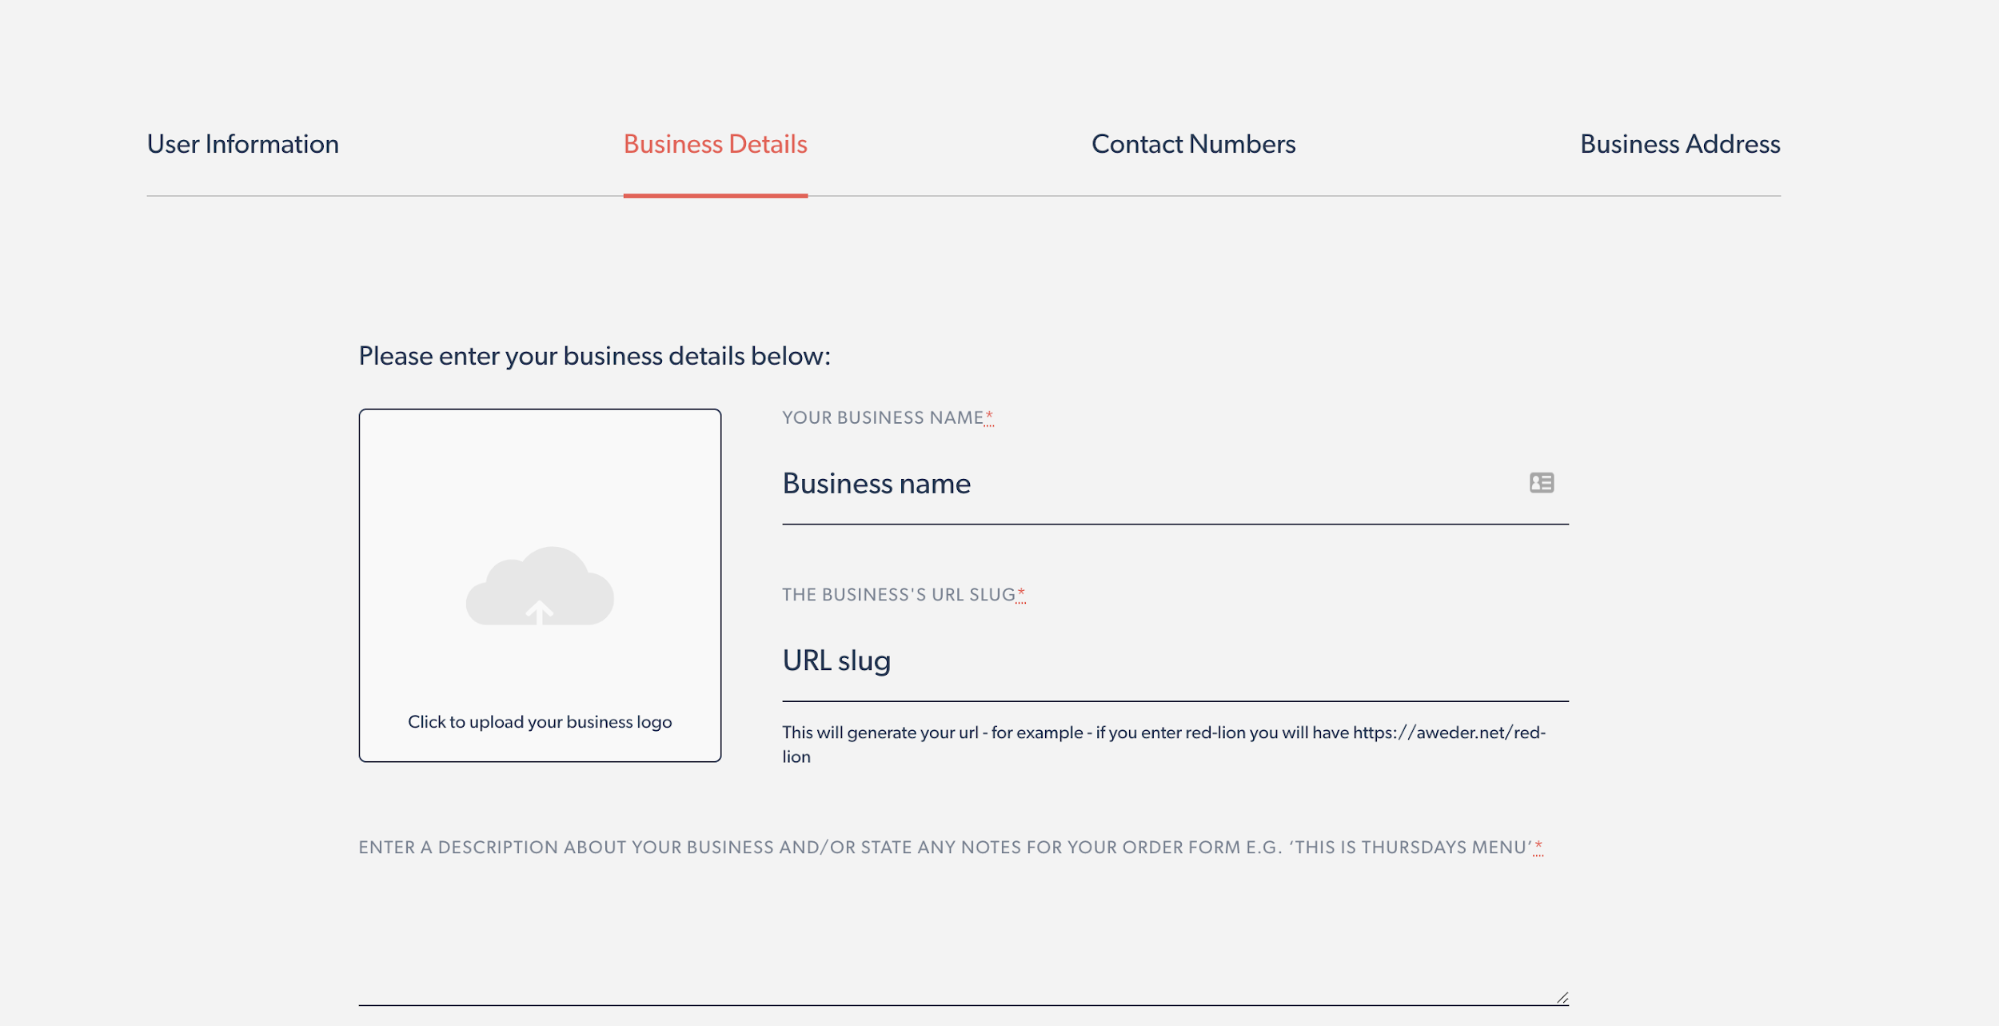 User Information
Business Details
Contact Numbers
Business Address
Please enter your business details below:
YOUR BUSINESS NAME*
Business name
THE BUSINESS'S URL SLUG*
URL slug
This will generate your url - for example - if you enter red-lion you will have https://aweder.net/red-
lion
Click to upload your business logo
ENTER A DESCRIPTION ABOUT YOUR BUSINESS AND/OR STATE ANY NOTES FOR YOUR ORDER FORM E.G. ‘THIS IS THURSDAYS MENU‘*